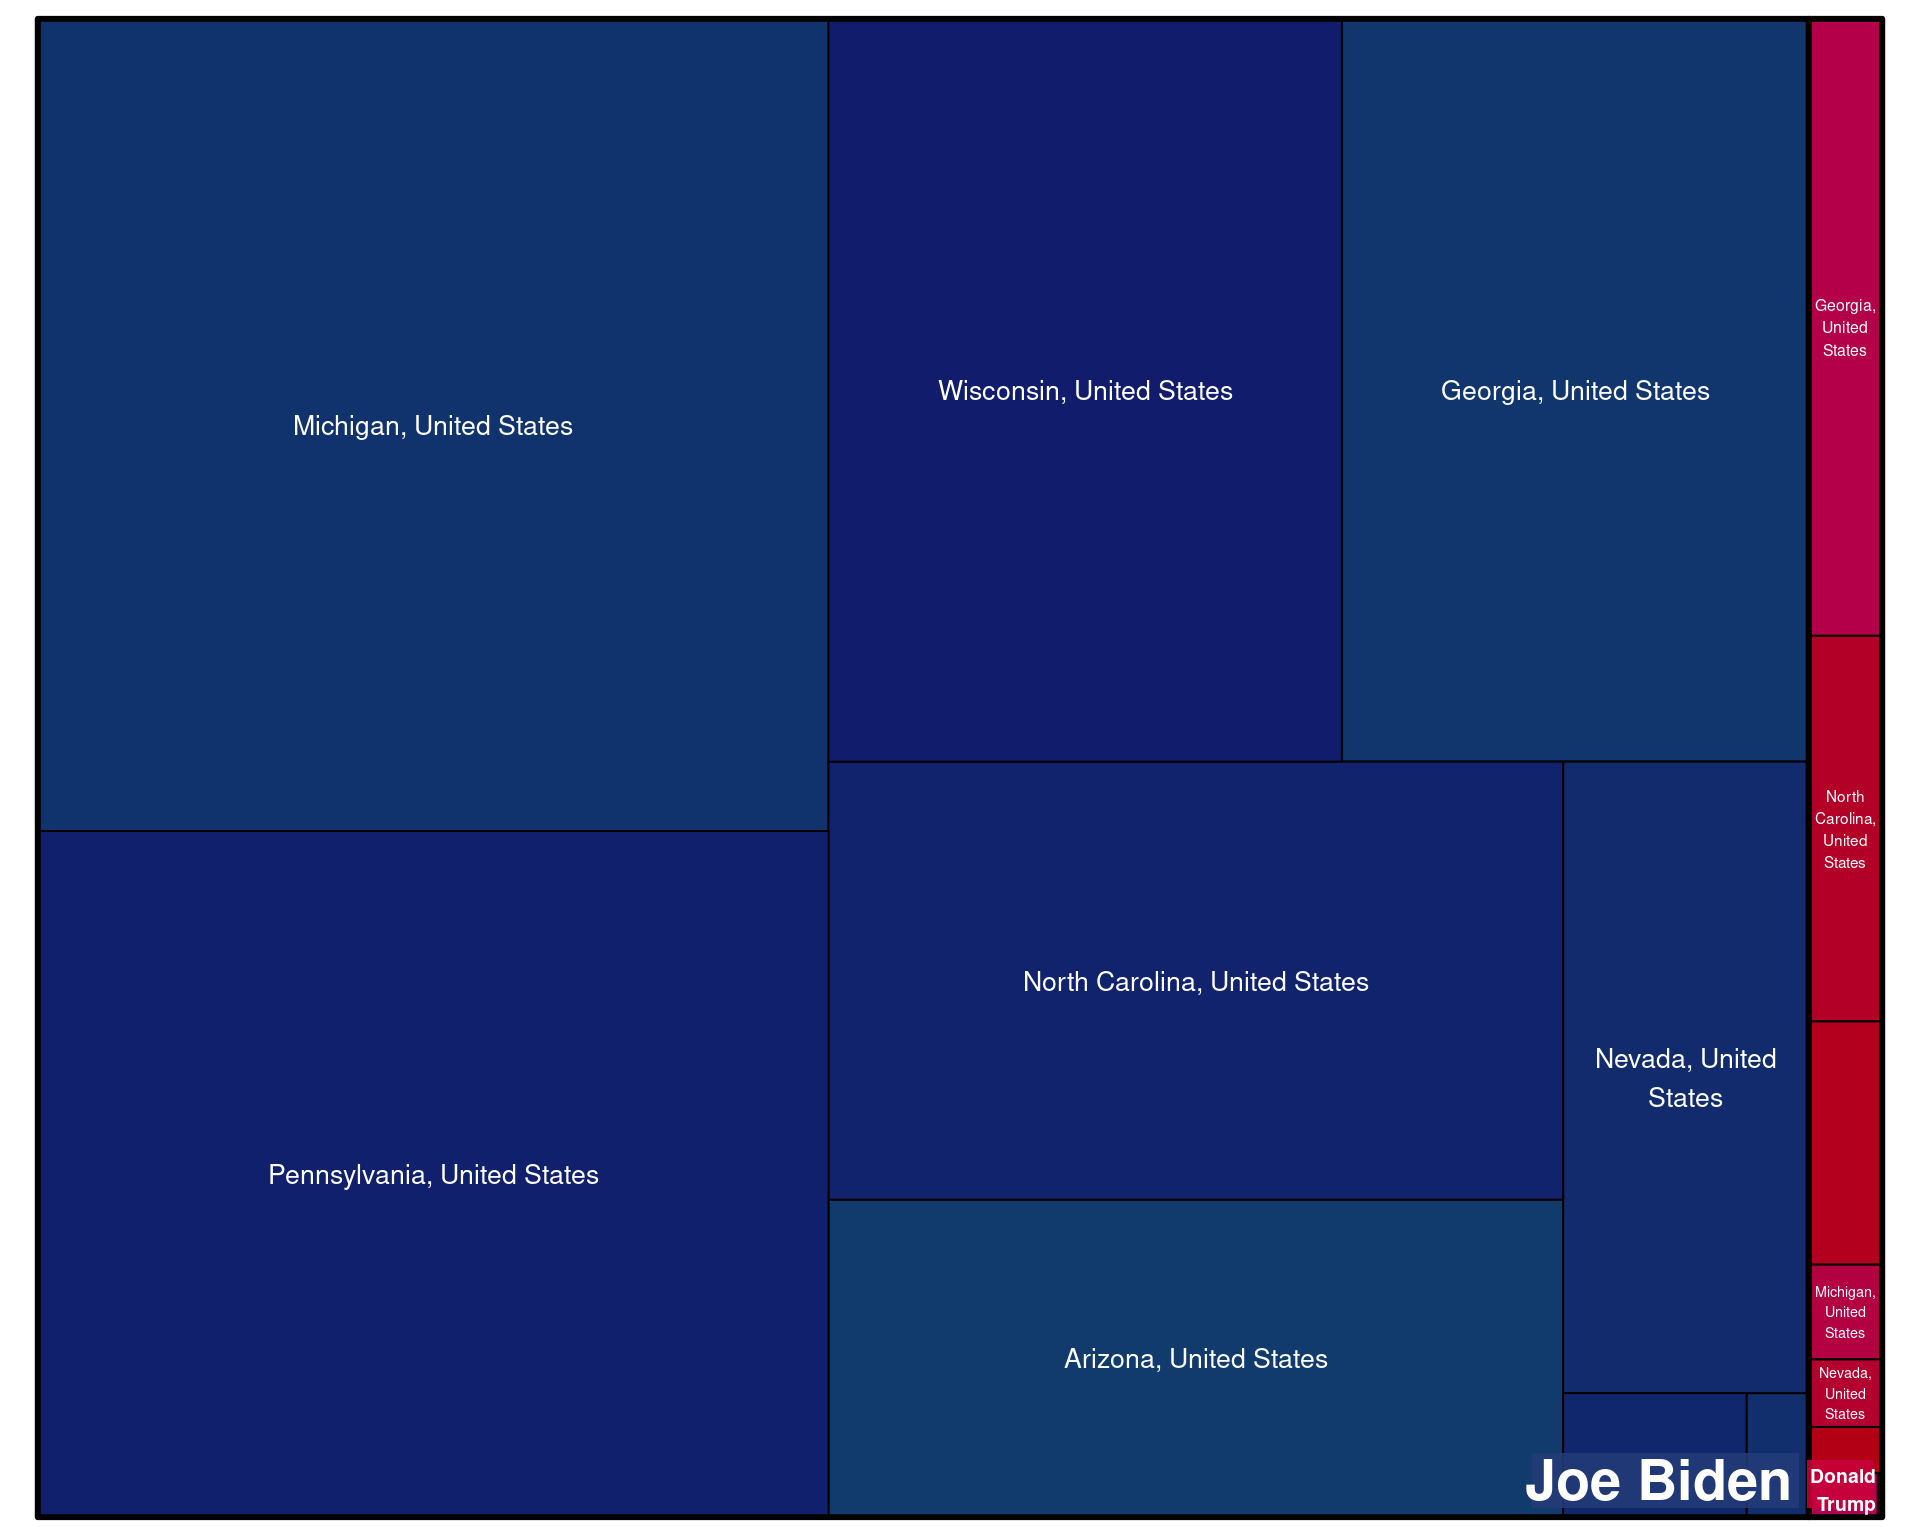 Michigan, United States
Wisconsin, United States
Georgia, United States
Georgia,
United
States
North
Carolina,
United
States
Pennsylvania, United States
North Carolina, United States
Nevada, United
States
Arizona, United States
Michigan,
United
States
Nevada,
United
States
Joe Biden
Donald
Trump